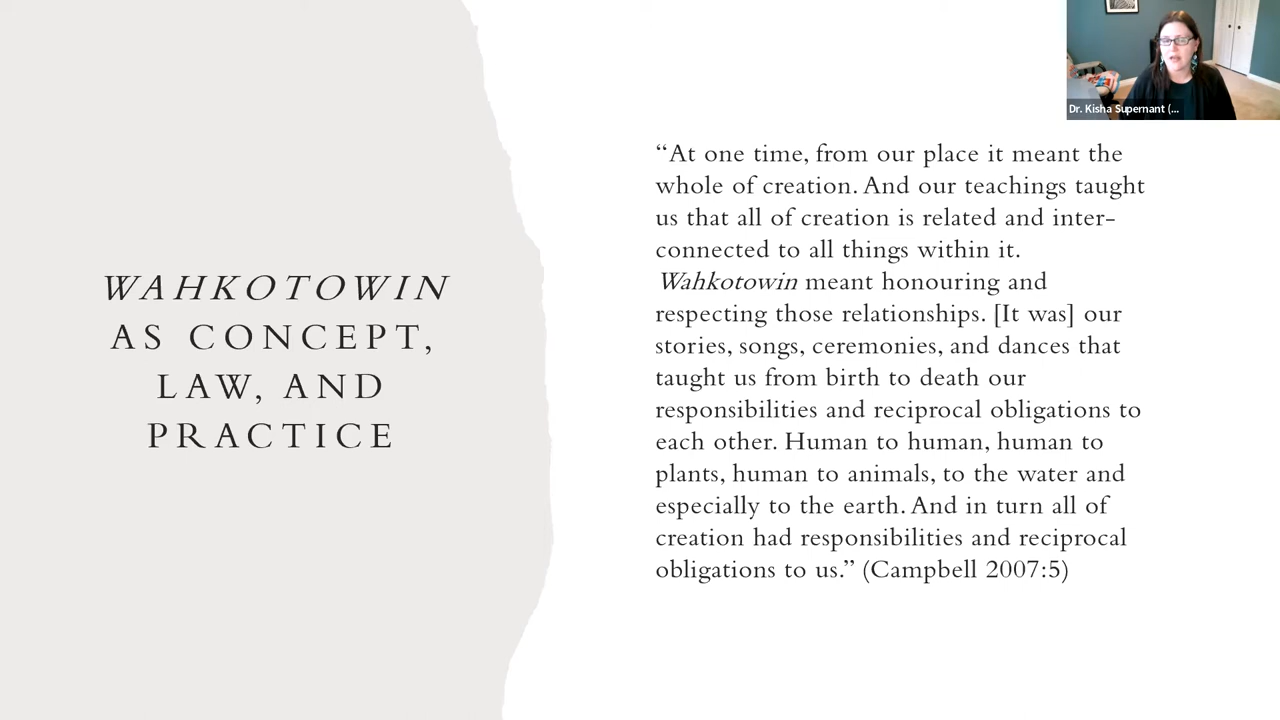 WAHKOTOWIN
AS CONCEPT,
LAW, AND
PRACTICE
“At one time, from our place it meant the
whole of creation. And our teachings taught
us that all of creation is related and inter-
connected to all things within it.
Wahkotowin meant honouring and
respecting those relationships. [It was] our
stories, songs, ceremonies, and dances that
taught us from birth to death our
responsibilities and reciprocal obligations to
each other. Human to human, human to
plants, human to animals, to the water and
especially to the earth. And in turn all of
creation had responsibilities and reciprocal
obligations to us.” (Campbell 2007:5)
Dr. Kisha Supernant (...